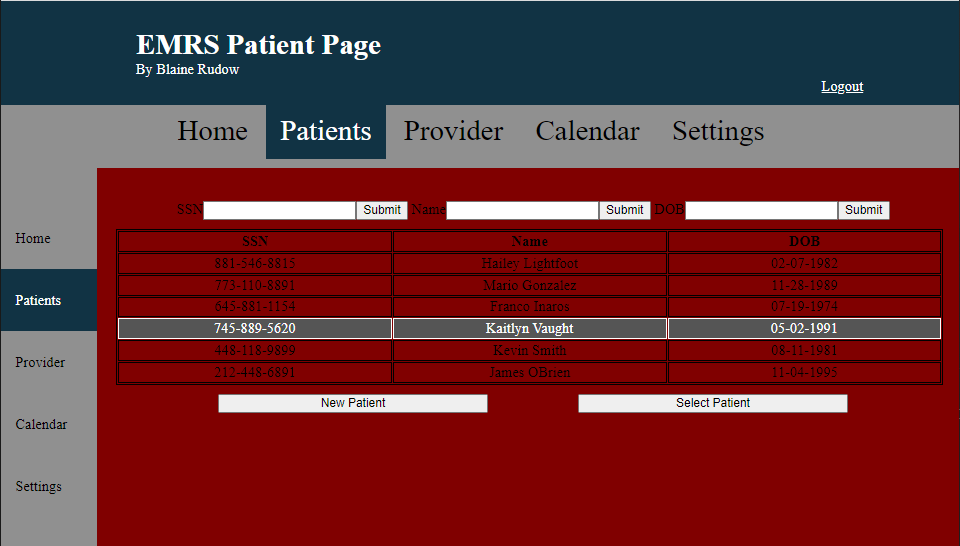 EMRS Patient Page
By Blaine Rudow
Logout
Home Patients Provider Calendar Settings
SSN Submit Name Submit DOB Submit
SSN Name DOB
881-546-8815 Hailey Lightfoot 02-07-1982
773-110-8891 Mario Gonzalez 11-28-1989
645-881-1154 Franco Inaros 07-19-1974
745-889-5620 Kaitlyn Vaught 05-02-1991
448-118-9899 Kevin Smith 08-11-1981
212-448-6891 James OBrien 11-04-1995
New Patient Select Patient
Home
Patients
Provider
Calendar
Settings